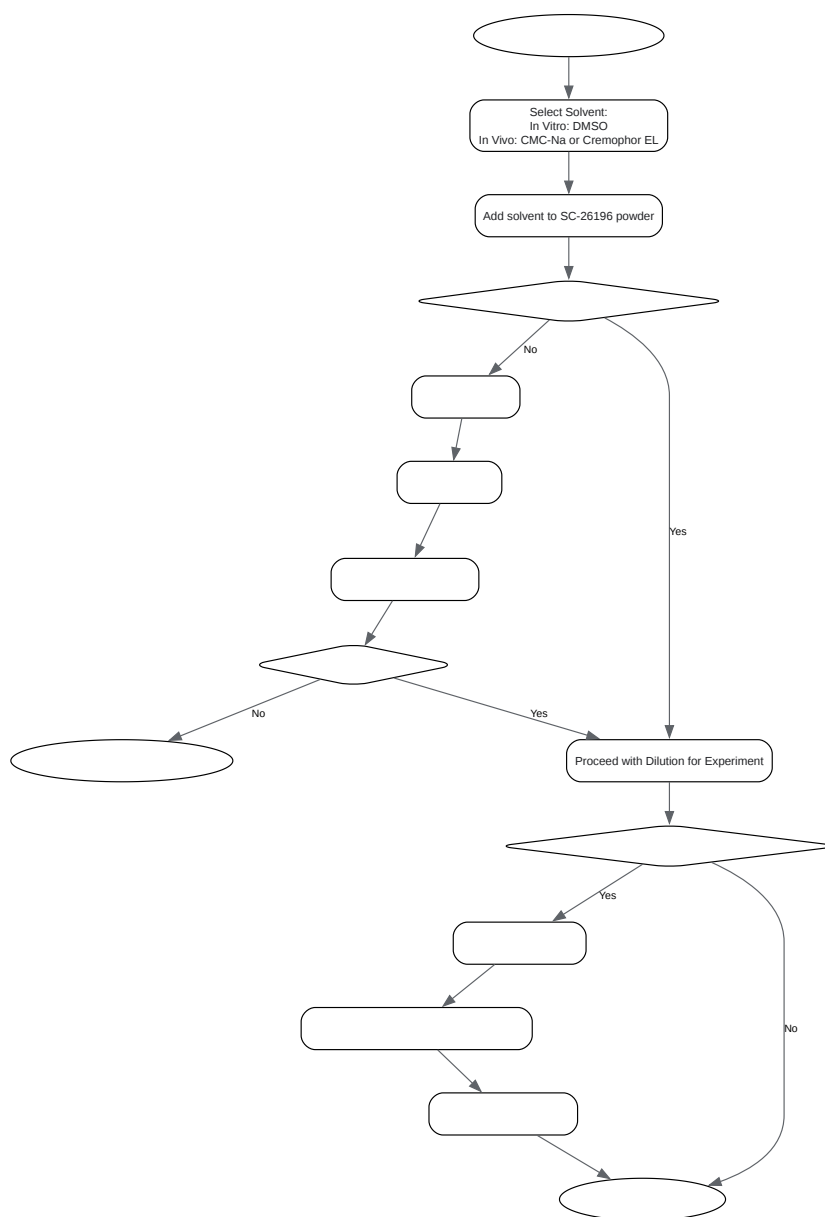 Select Solvent:
In Vitro: DMSO
In Vivo: CMC-Na or Cremophor EL
Add solvent to SC-26196 powder
No
Yes
No
Yes
Proceed with Dilution for Experiment
Yes
No